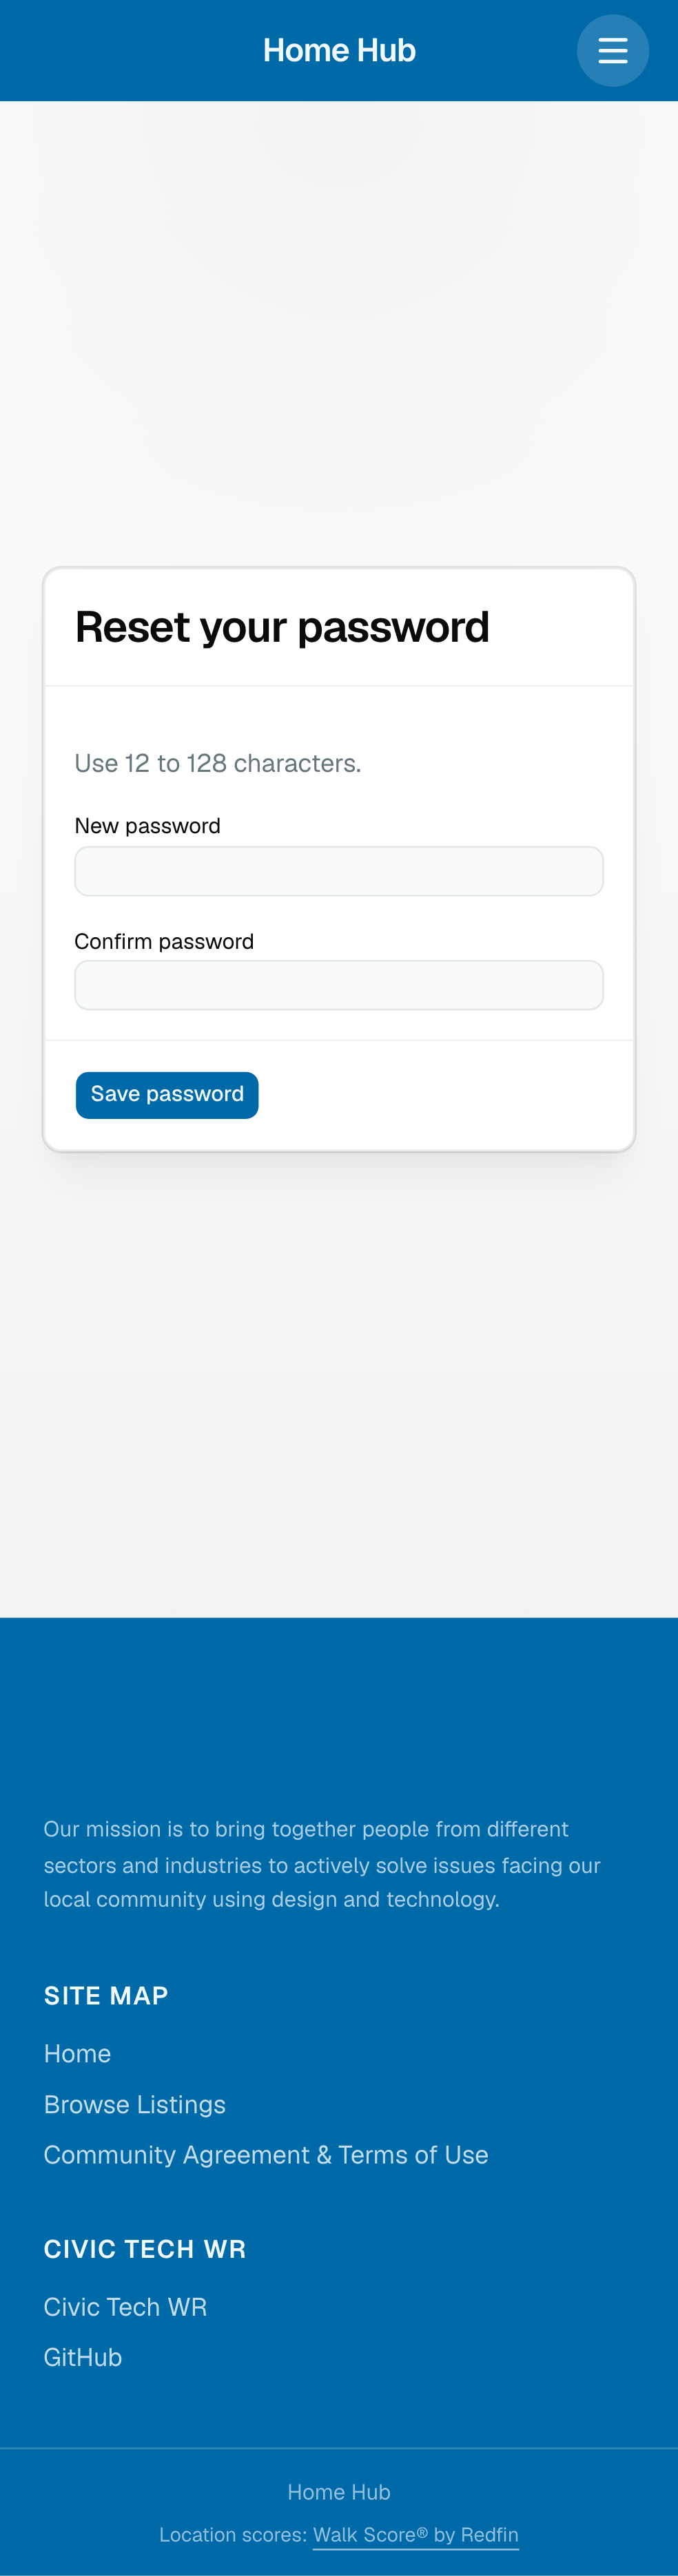 Home Hub
Reset your password
Use 12 to 128 characters.
New password
Confirm password
Save password
Our mission is to bring together people from different
sectors and industries to actively solve issues facing our
local community using design and technology.
SITE MAP
Home
Browse Listings
Community Agreement & Terms of Use
CIVIC TECH WR
Civic Tech WR
GitHub
Home Hub
Location scores: Walk Score® by Redfin